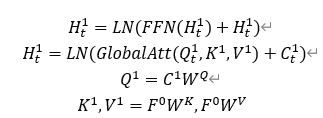 H_t^1 = LN(FFN(H_t^1) + H_t^1)↵
H_t^1 = LN(GlobalAtt(Q_t^1, K^1, V^1) + C_t^1)↵
Q^1 = C^1W^Q↵
K^1, V^1 = F^0W^K, F^0W^V